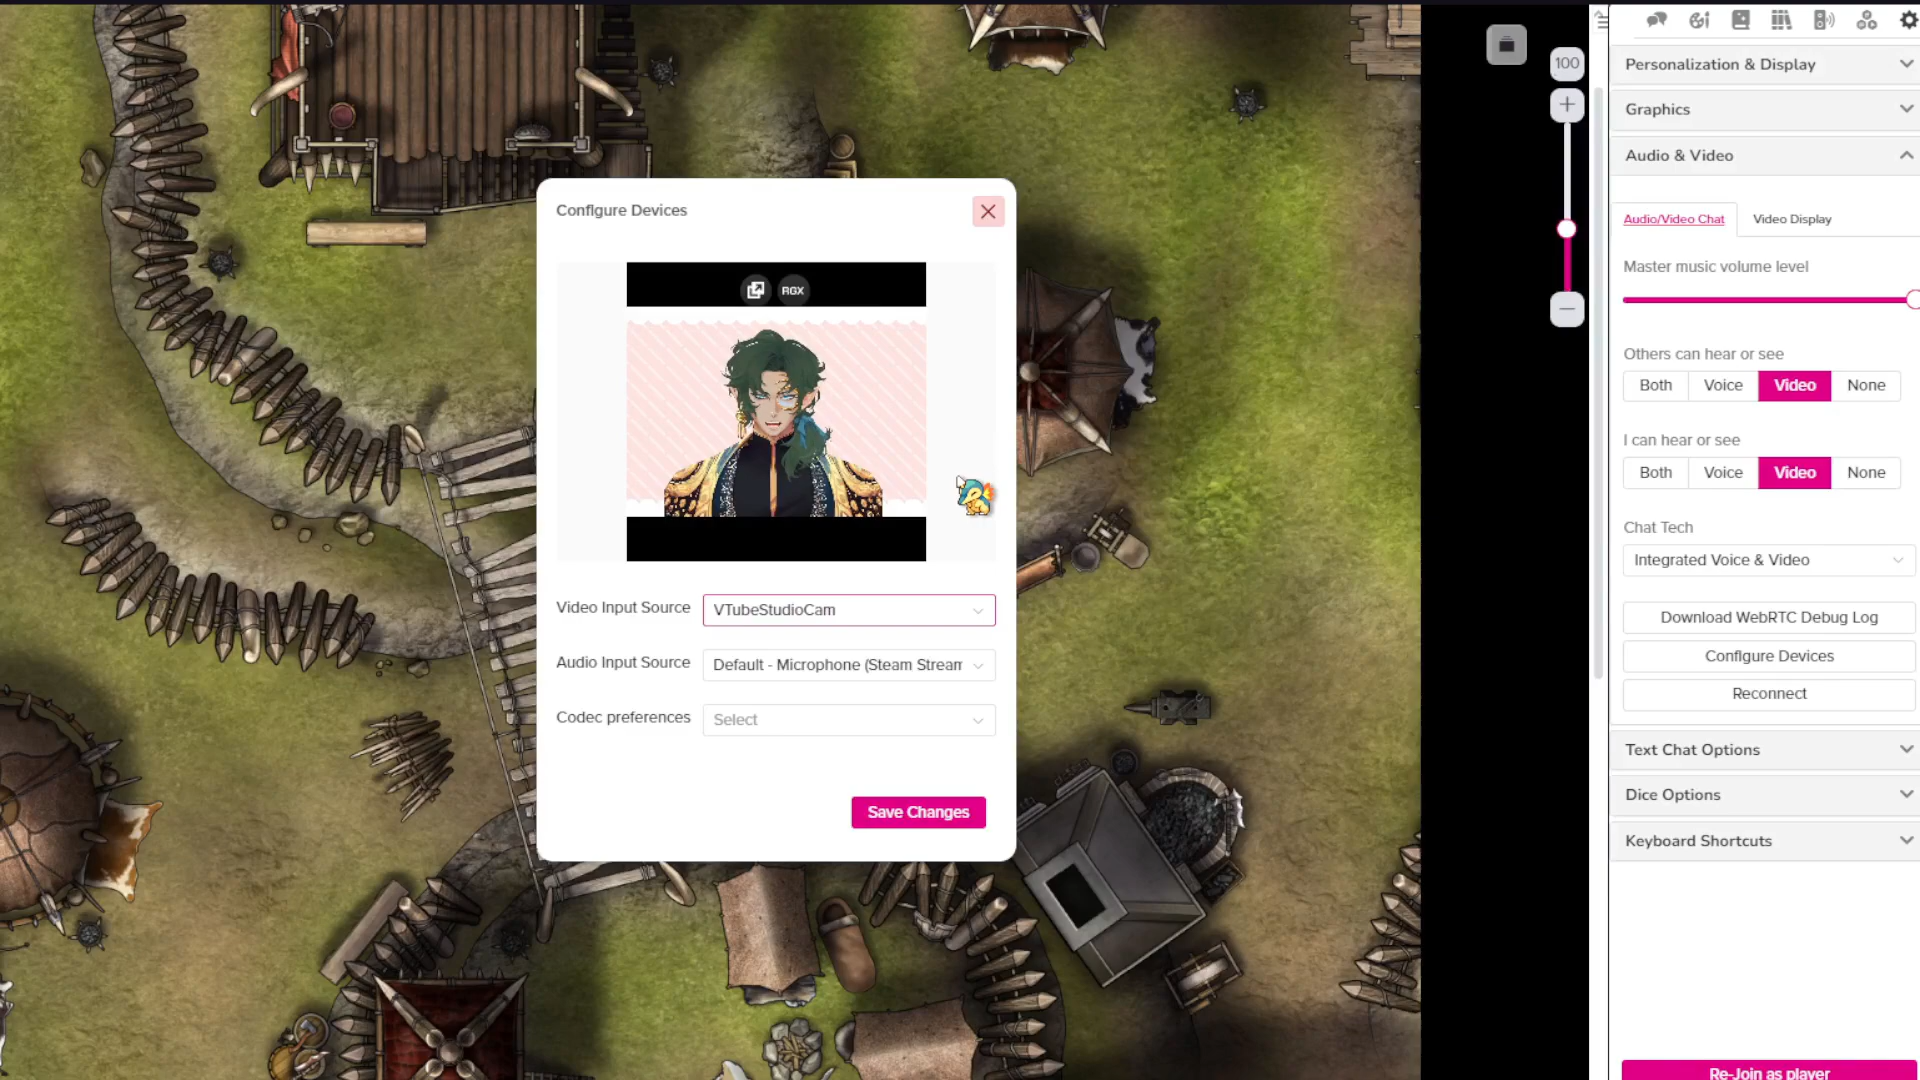 100
Personalization & Display
Graphics
Audio & Video
Configure Devices
RGX
Audio/Video Chat
Video Display
Master music volume level
Others can hear or see
Both
Voice
Video
None
I can hear or see
Both
Voice
Video
None
Chat Tech
Integrated Voice & Video
Download WebRTC Debug Log
Configure Devices
Reconnect
Video Input Source
VTubeStudioCam
Audio Input Source
Default - Microphone (Steam Stream
Codec preferences
Select
Save Changes
Text Chat Options
Dice Options
Keyboard Shortcuts
Re-Join as player